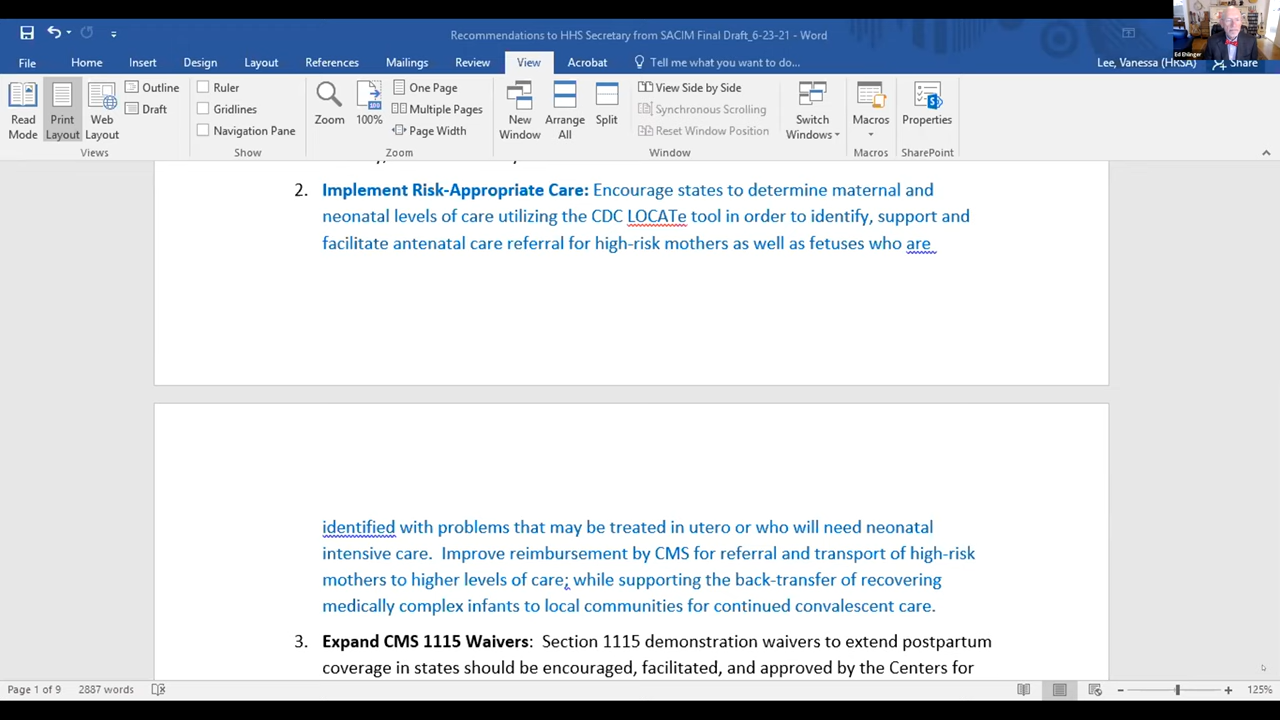 Recommendations to HHS Secretary from SACIM Final Draft_6-23-21 - Word
Ed Ehlinger
File Home Insert Design Layout References Mailings Review View Acrobat Tell me what you want to do... Lee, Vanessa (HRSA) Share
Read Mode
Print Layout
Web Layout
Outline
Draft
Views
Ruler
Gridlines
Navigation Pane
Show
Zoom
100%
One Page
Multiple Pages
Page Width
Zoom
New Window
Arrange All
Split
View Side by Side
Synchronous Scrolling
Reset Window Position
Switch Windows
Window
Macros
Macros
Properties
SharePoint
2. Implement Risk-Appropriate Care: Encourage states to determine maternal and
neonatal levels of care utilizing the CDC LOCATe tool in order to identify, support and
facilitate antenatal care referral for high-risk mothers as well as fetuses who are
identified with problems that may be treated in utero or who will need neonatal
intensive care. Improve reimbursement by CMS for referral and transport of high-risk
mothers to higher levels of care; while supporting the back-transfer of recovering
medically complex infants to local communities for continued convalescent care.
3. Expand CMS 1115 Waivers: Section 1115 demonstration waivers to extend postpartum
coverage in states should be encouraged, facilitated, and approved by the Centers for
Page 1 of 9 2887 words 125%